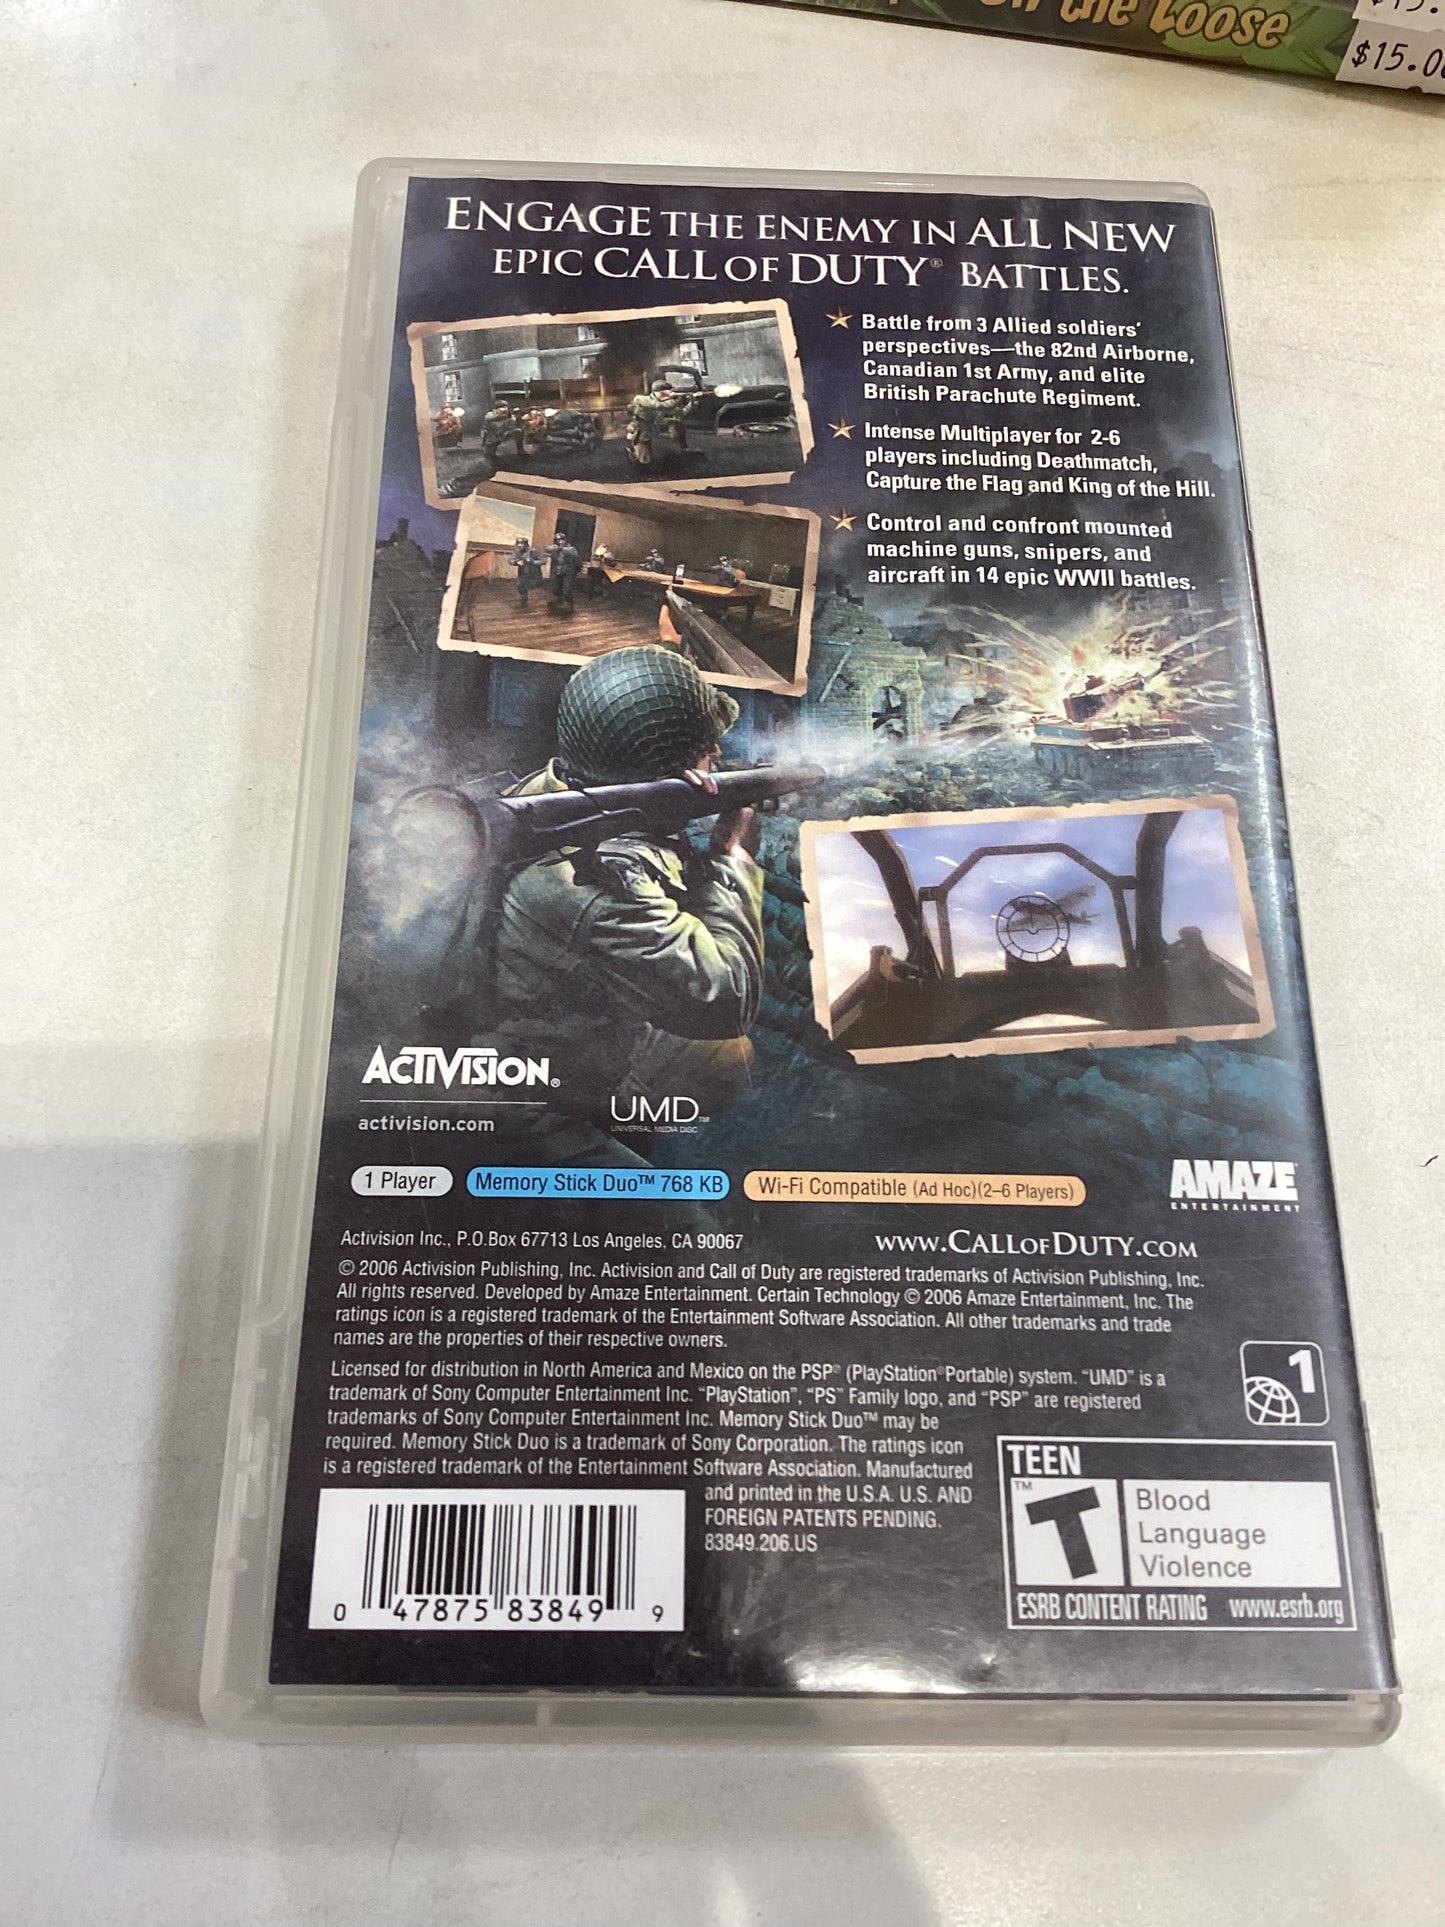 On the Loose
$15.
$15.0
ENGAGE THE ENEMY IN ALL NEW
EPIC CALL OF DUTY® BATTLES.
Battle from 3 Allied soldiers'
perspectives—the 82nd Airborne,
Canadian 1st Army, and elite
British Parachute Regiment.
Intense Multiplayer for 2-6
players including Deathmatch,
Capture the Flag and King of the Hill.
Control and confront mounted
machine guns, snipers, and
aircraft in 14 epic WWII battles.
ACTIVISION®
activision.com
UMD™
UNIVERSAL MEDIA DISC
1 Player
Memory Stick Duo™ 768 KB
Wi-Fi Compatible (Ad Hoc)(2–6 Players)
AMAZE
ENTERTAINMENT
Activision Inc., P.O.Box 67713 Los Angeles, CA 90067
WWW.CALLOFDUTY.COM
© 2006 Activision Publishing, Inc. Activision and Call of Duty are registered trademarks of Activision Publishing, Inc.
All rights reserved. Developed by Amaze Entertainment. Certain Technology © 2006 Amaze Entertainment, Inc. The
ratings icon is a registered trademark of the Entertainment Software Association. All other trademarks and trade
names are the properties of their respective owners.
Licensed for distribution in North America and Mexico on the PSP® (PlayStation®Portable) system. "UMD" is a
trademark of Sony Computer Entertainment Inc. "PlayStation", "PS" Family logo, and "PSP" are registered
trademarks of Sony Computer Entertainment Inc. Memory Stick Duo™ may be
required. Memory Stick Duo is a trademark of Sony Corporation. The ratings icon
is a registered trademark of the Entertainment Software Association. Manufactured
and printed in the U.S.A. U.S. AND
FOREIGN PATENTS PENDING.
83849.206.US
1
TEEN
T™
Blood
Language
Violence
ESRB CONTENT RATING www.esrb.org
0 47875 83849 9